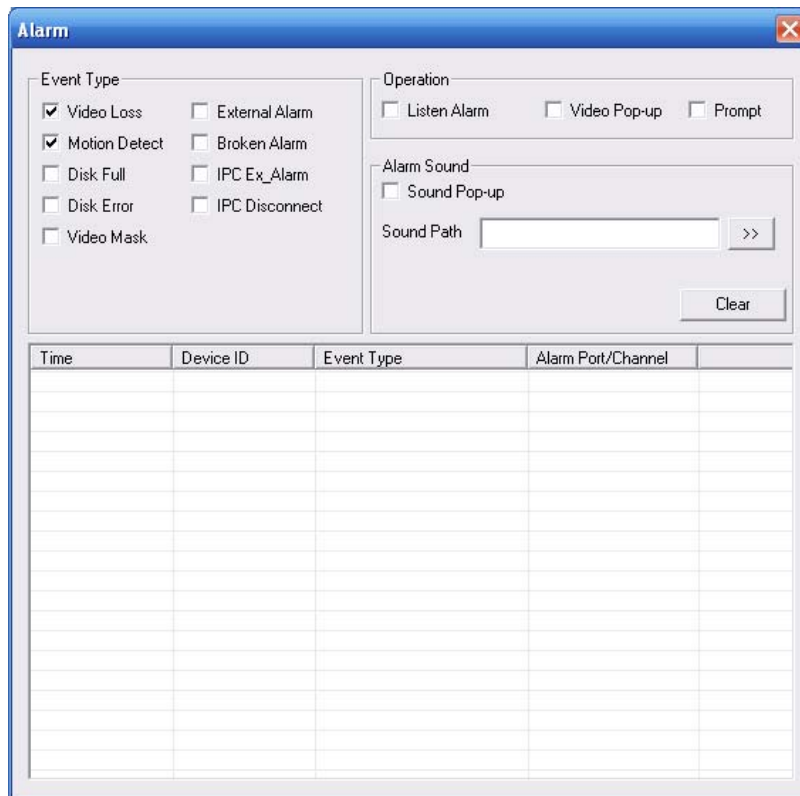 Alarm
Event Type
Video Loss
External Alarm
Motion Detect
Broken Alarm
Disk Full
IPC Ex_Alarm
Disk Error
IPC Disconnect
Video Mask
Operation
Listen Alarm
Video Pop-up
Prompt
Alarm Sound
Sound Pop-up
Sound Path
>>
Clear
Time
Device ID
Event Type
Alarm Port/Channel